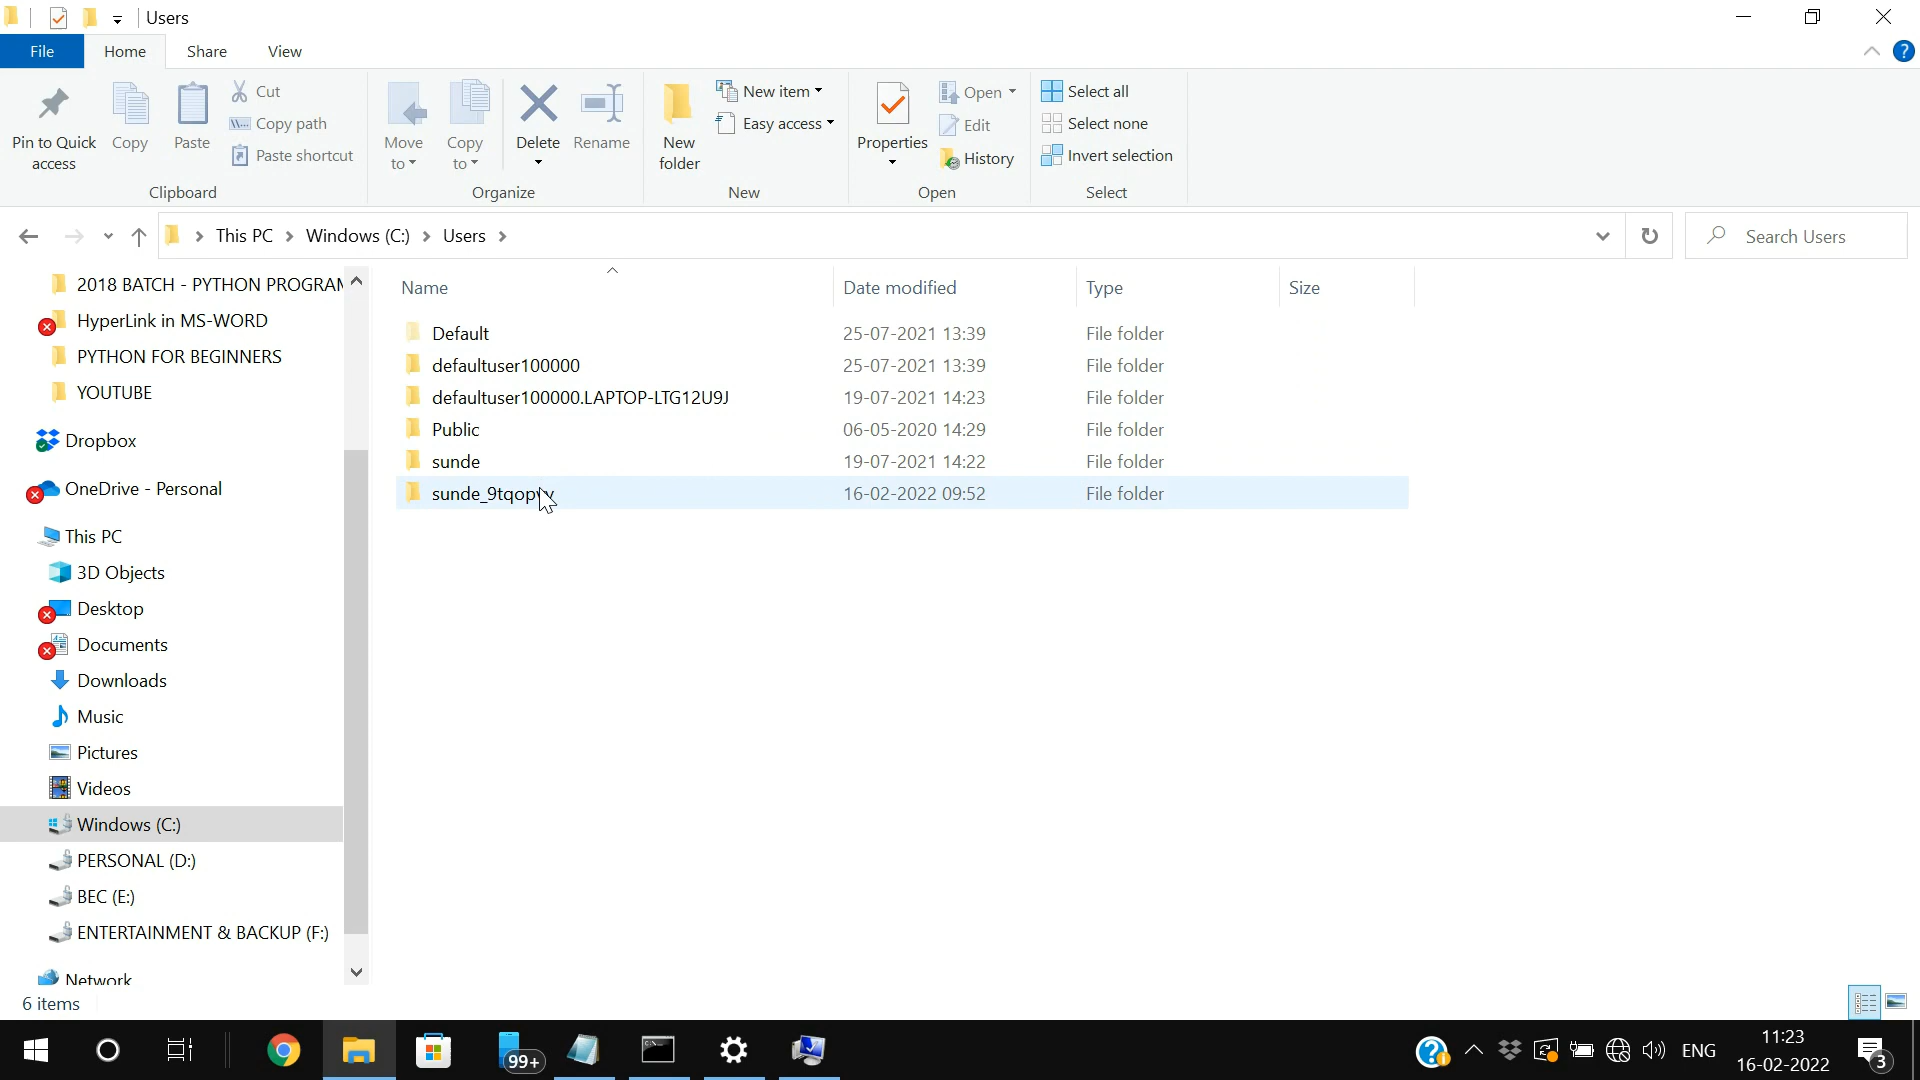 Users
File Home Share View
Pin to Quick access
Copy
Paste
Cut
Copy path
Paste shortcut
Clipboard
Move to
Copy to
Delete
Rename
Organize
New folder
New item
Easy access
New
Properties
Open
Edit
History
Open
Select all
Select none
Invert selection
Select
This PC Windows (C:) Users
Search Users
2018 BATCH - PYTHON PROGRAM
HyperLink in MS-WORD
PYTHON FOR BEGINNERS
YOUTUBE
Dropbox
OneDrive - Personal
This PC
3D Objects
Desktop
Documents
Downloads
Music
Pictures
Videos
Windows (C:)
PERSONAL (D:)
BEC (E:)
ENTERTAINMENT & BACKUP (F:)
Network
Name Date modified Type Size
Default 25-07-2021 13:39 File folder
defaultuser100000 25-07-2021 13:39 File folder
defaultuser100000.LAPTOP-LTG12U9J 19-07-2021 14:23 File folder
Public 06-05-2020 14:29 File folder
sunde 19-07-2021 14:22 File folder
16-02-2022 09:52 File folder
6 items
99+
ENG
11:23
16-02-2022
3